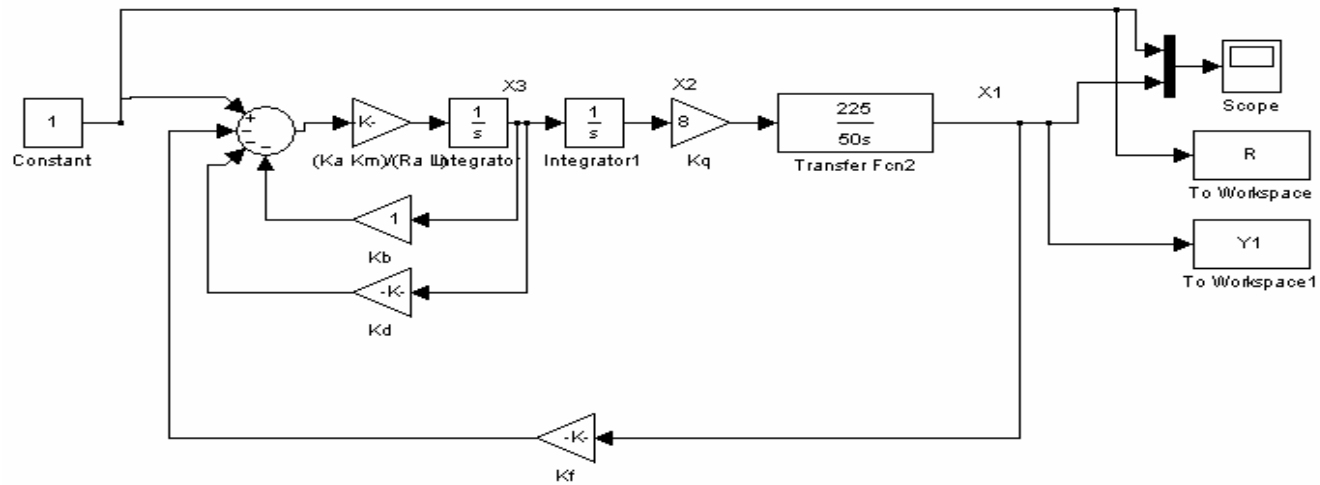 X3
X2
X1
1
Constant
+
−
−
−
K-
(Ka Km)/(Ra
1
s
Integrator
1
s
Integrator1
8
Kq
225
50s
Transfer Fcn2
Scope
R
To Workspace
Y1
To Workspace1
1
Kb
-K-
Kd
-K-
Kf